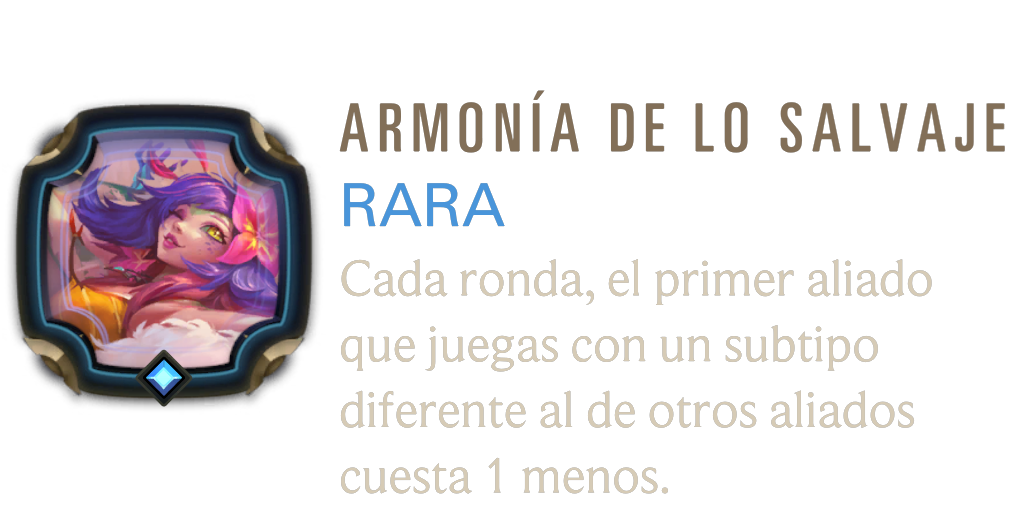 ARMONÍA DE LO SALVAJE
RARA
Cada ronda, el primer aliado
que juegas con un subtipo
diferente al de otros aliados
cuesta 1 menos.